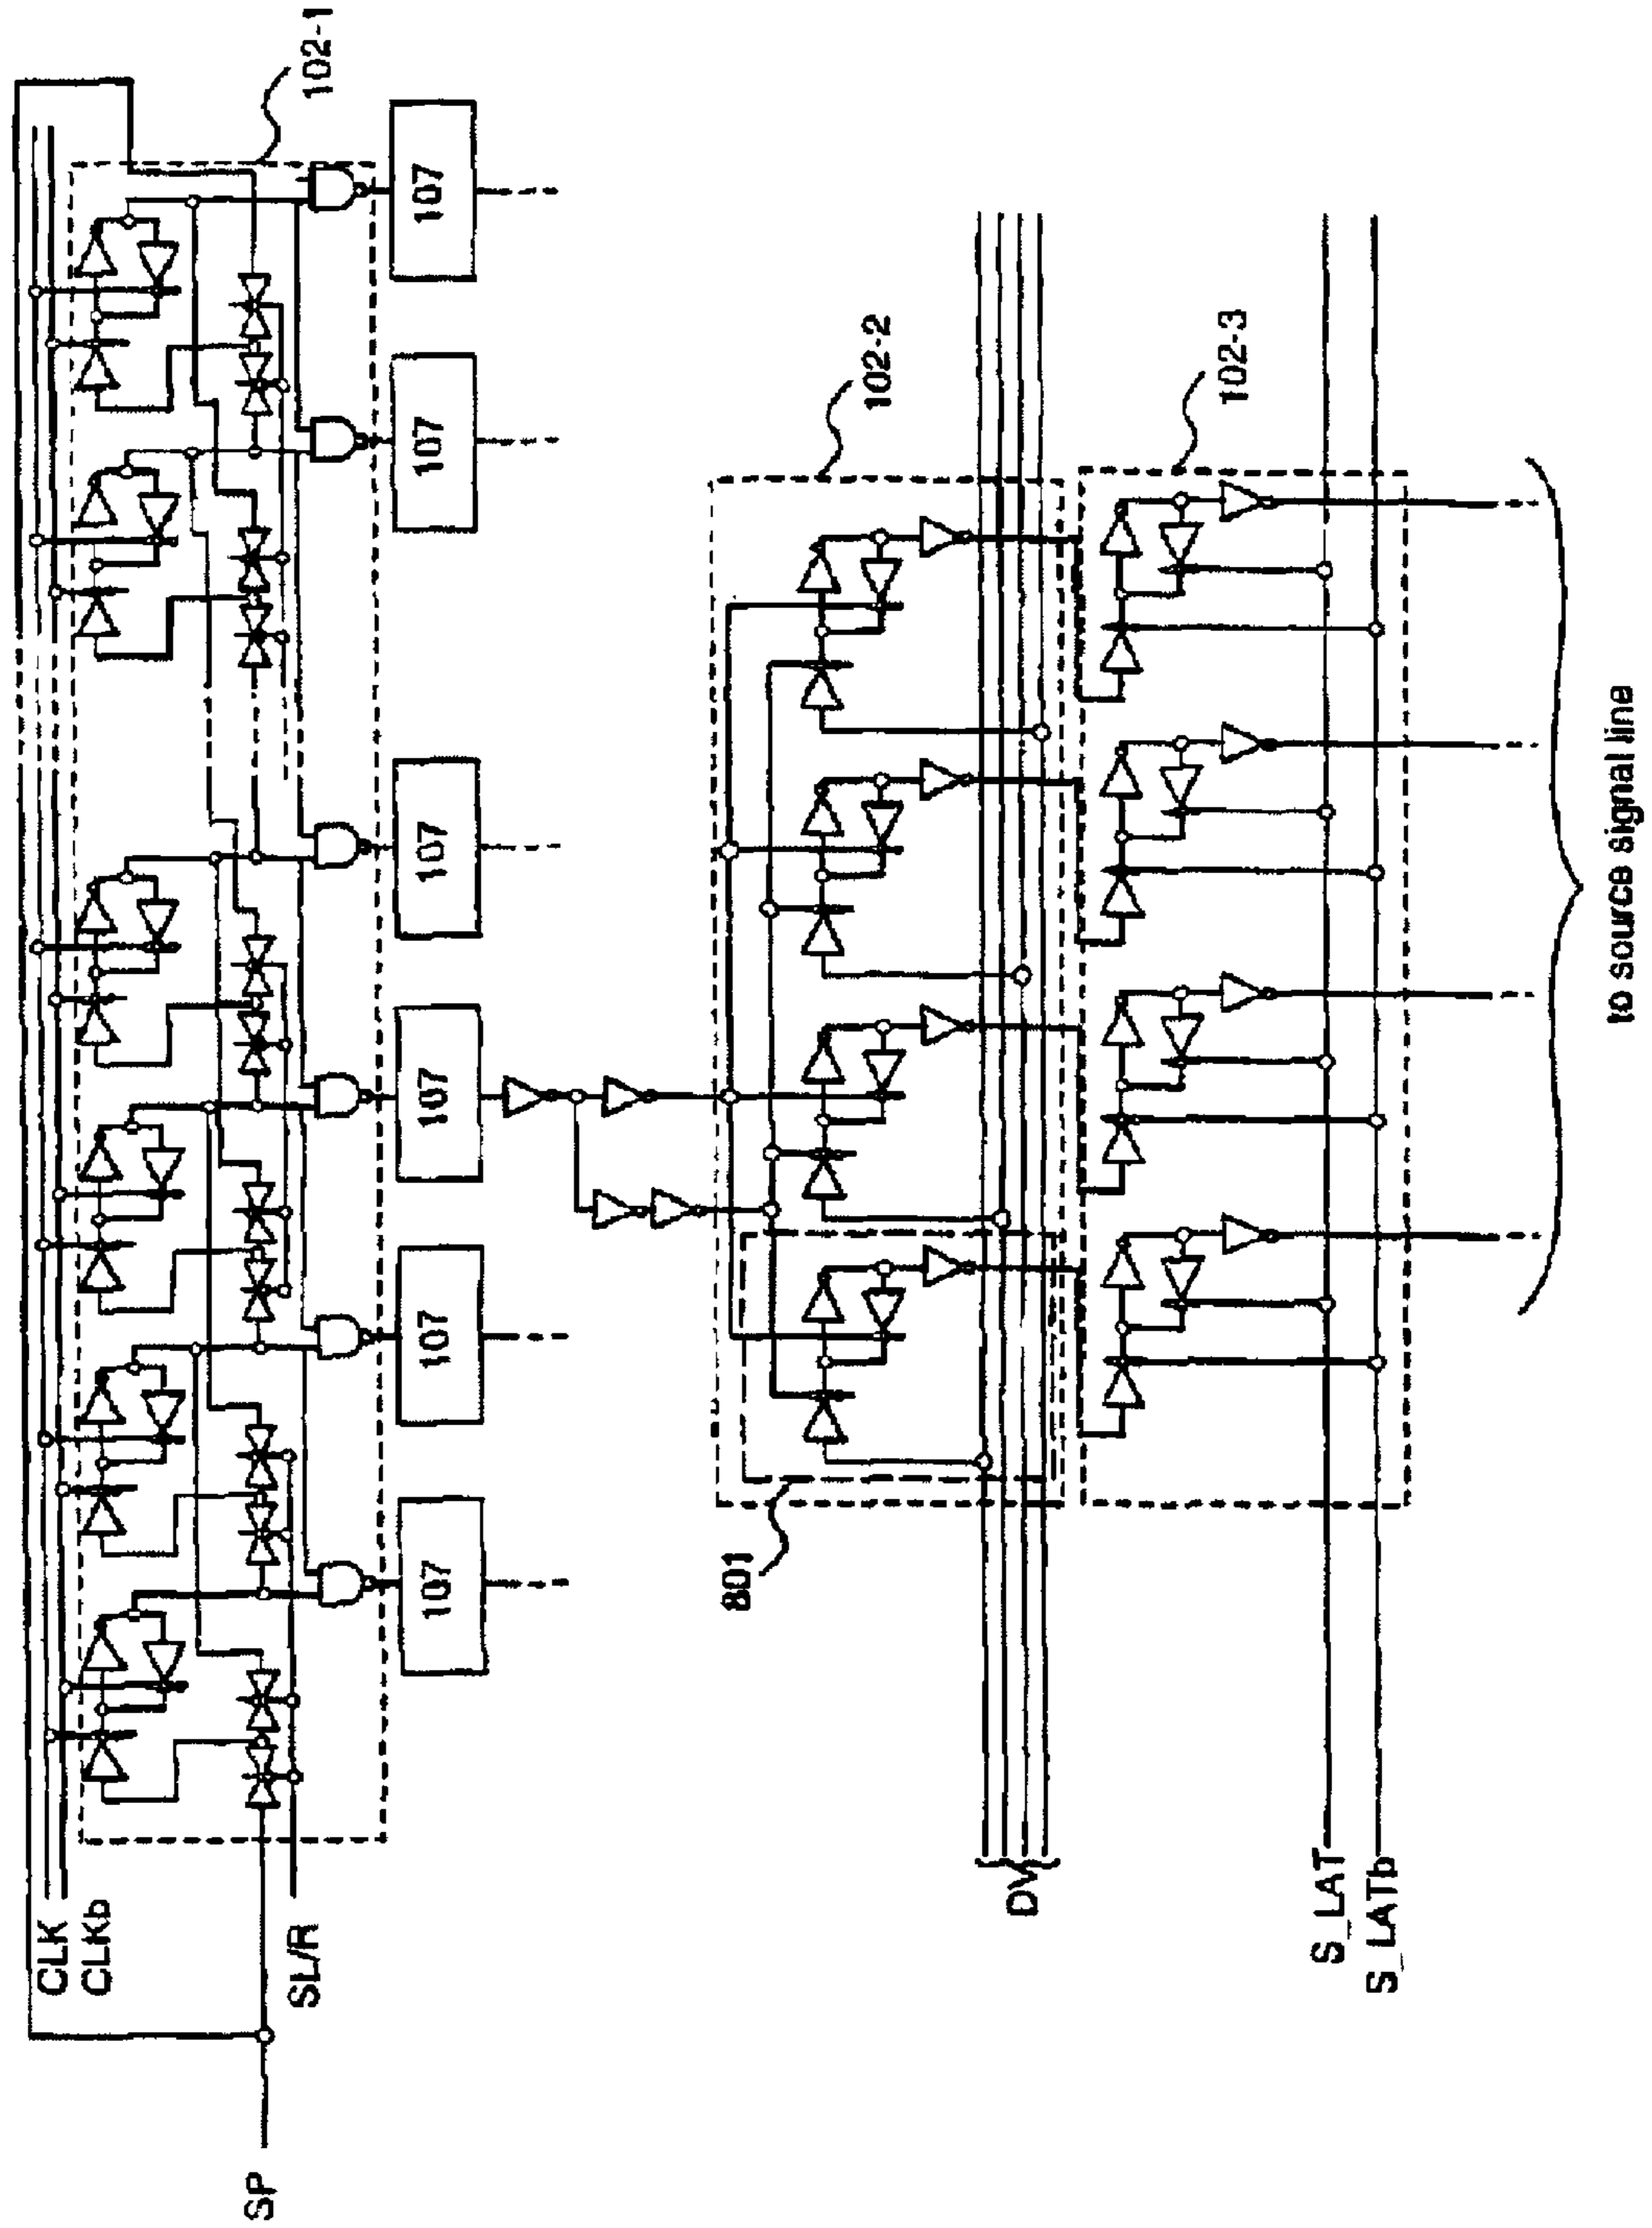 SP
CLK
CLKb
SL/R
102-1
107
107
107
107
107
107
801
102-2
DV
102-3
S_LAT
S_LATb
to source signal line